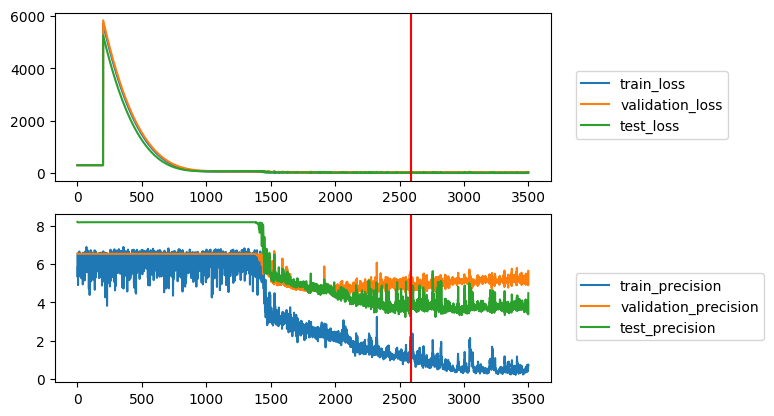 6000
4000
2000
0
0 500 1000 1500 2000 2500 3000 3500
train_loss
validation_loss
test_loss
8
6
4
2
0
0 500 1000 1500 2000 2500 3000 3500
train_precision
validation_precision
test_precision